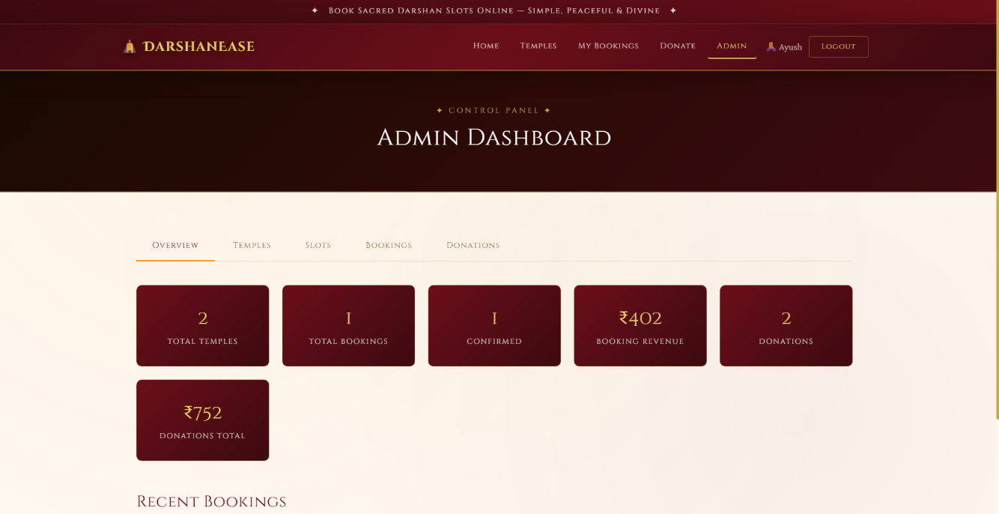 ✦ Book Sacred Darshan Slots Online — Simple, Peaceful & Divine ✦
DarshanEase
Home Temples My Bookings Donate Admin Ayush Logout
✦ CONTROL PANEL ✦
Admin Dashboard
Overview Temples Slots Bookings Donations
2 1 1 ₹402 2
TOTAL TEMPLES TOTAL BOOKINGS CONFIRMED BOOKING REVENUE DONATIONS
₹752
DONATIONS TOTAL
Recent Bookings